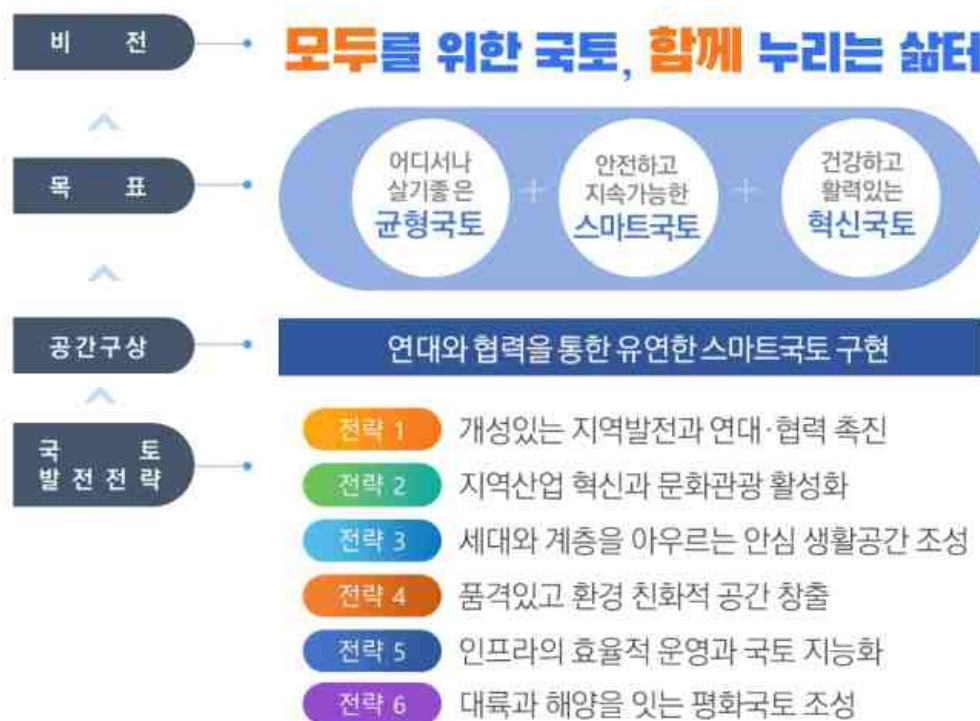 비 전
모두를 위한 국토, 함께 누리는 삶터
목 표
어디서나
살기좋은
균형국토
+
안전하고
지속가능한
스마트국토
+
건강하고
활력있는
혁신국토
공간구상
연대와 협력을 통한 유연한 스마트국토 구현
국 토
발 전 전 략
전략 1 개성있는 지역발전과 연대·협력 촉진
전략 2 지역산업 혁신과 문화관광 활성화
전략 3 세대와 계층을 아우르는 안심 생활공간 조성
전략 4 품격있고 환경 친화적 공간 창출
전략 5 인프라의 효율적 운영과 국토 지능화
전략 6 대륙과 해양을 잇는 평화국토 조성